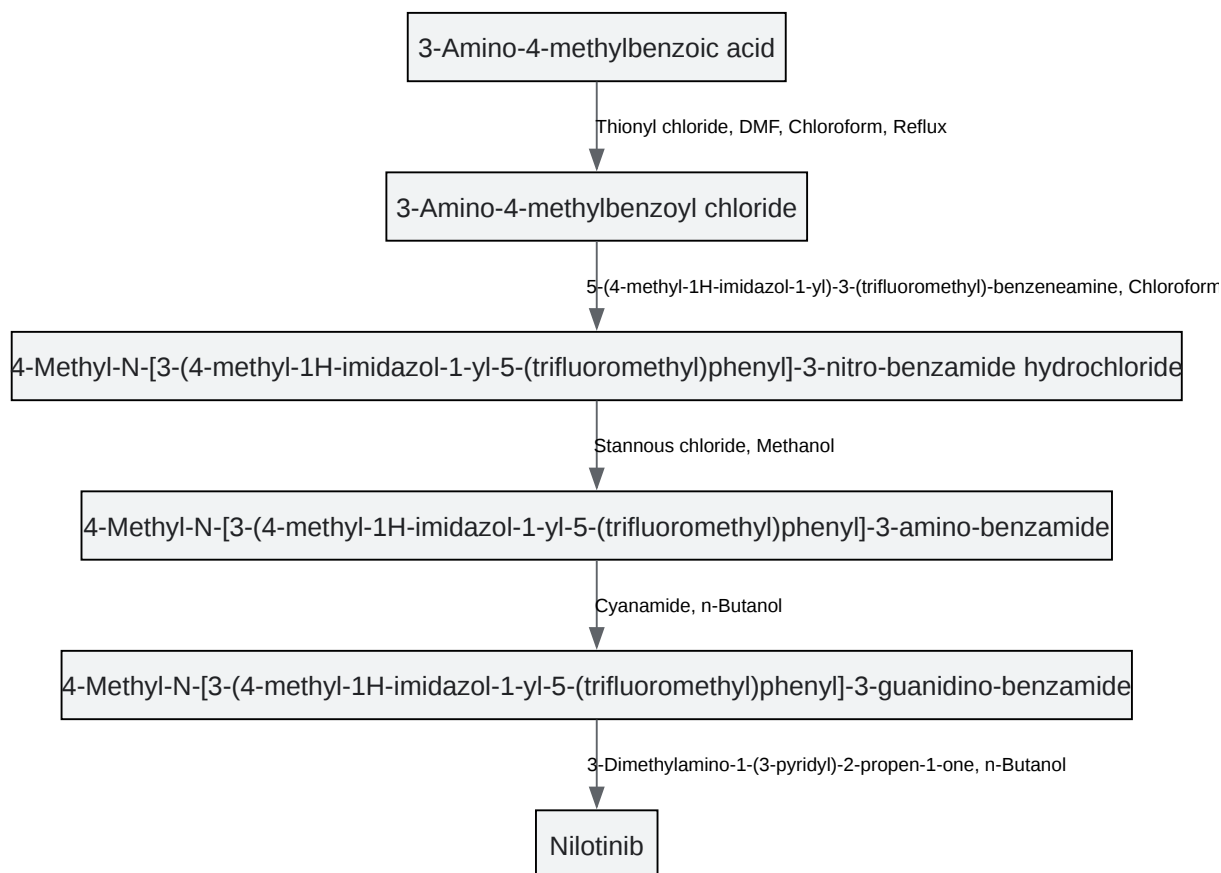 3-Amino-4-methylbenzoic acid
Thionyl chloride, DMF, Chloroform, Reflux
3-Amino-4-methylbenzoyl chloride
5-(4-methyl-1H-imidazol-1-yl)-3-(trifluoromethyl)-benzeneamine, Chloroform
4-Methyl-N-[3-(4-methyl-1H-imidazol-1-yl-5-(trifluoromethyl)phenyl]-3-nitro-benzamide hydrochloride
Stannous chloride, Methanol
4-Methyl-N-[3-(4-methyl-1H-imidazol-1-yl-5-(trifluoromethyl)phenyl]-3-amino-benzamide
Cyanamide, n-Butanol
4-Methyl-N-[3-(4-methyl-1H-imidazol-1-yl-5-(trifluoromethyl)phenyl]-3-guanidino-benzamide
3-Dimethylamino-1-(3-pyridyl)-2-propen-1-one, n-Butanol
Nilotinib